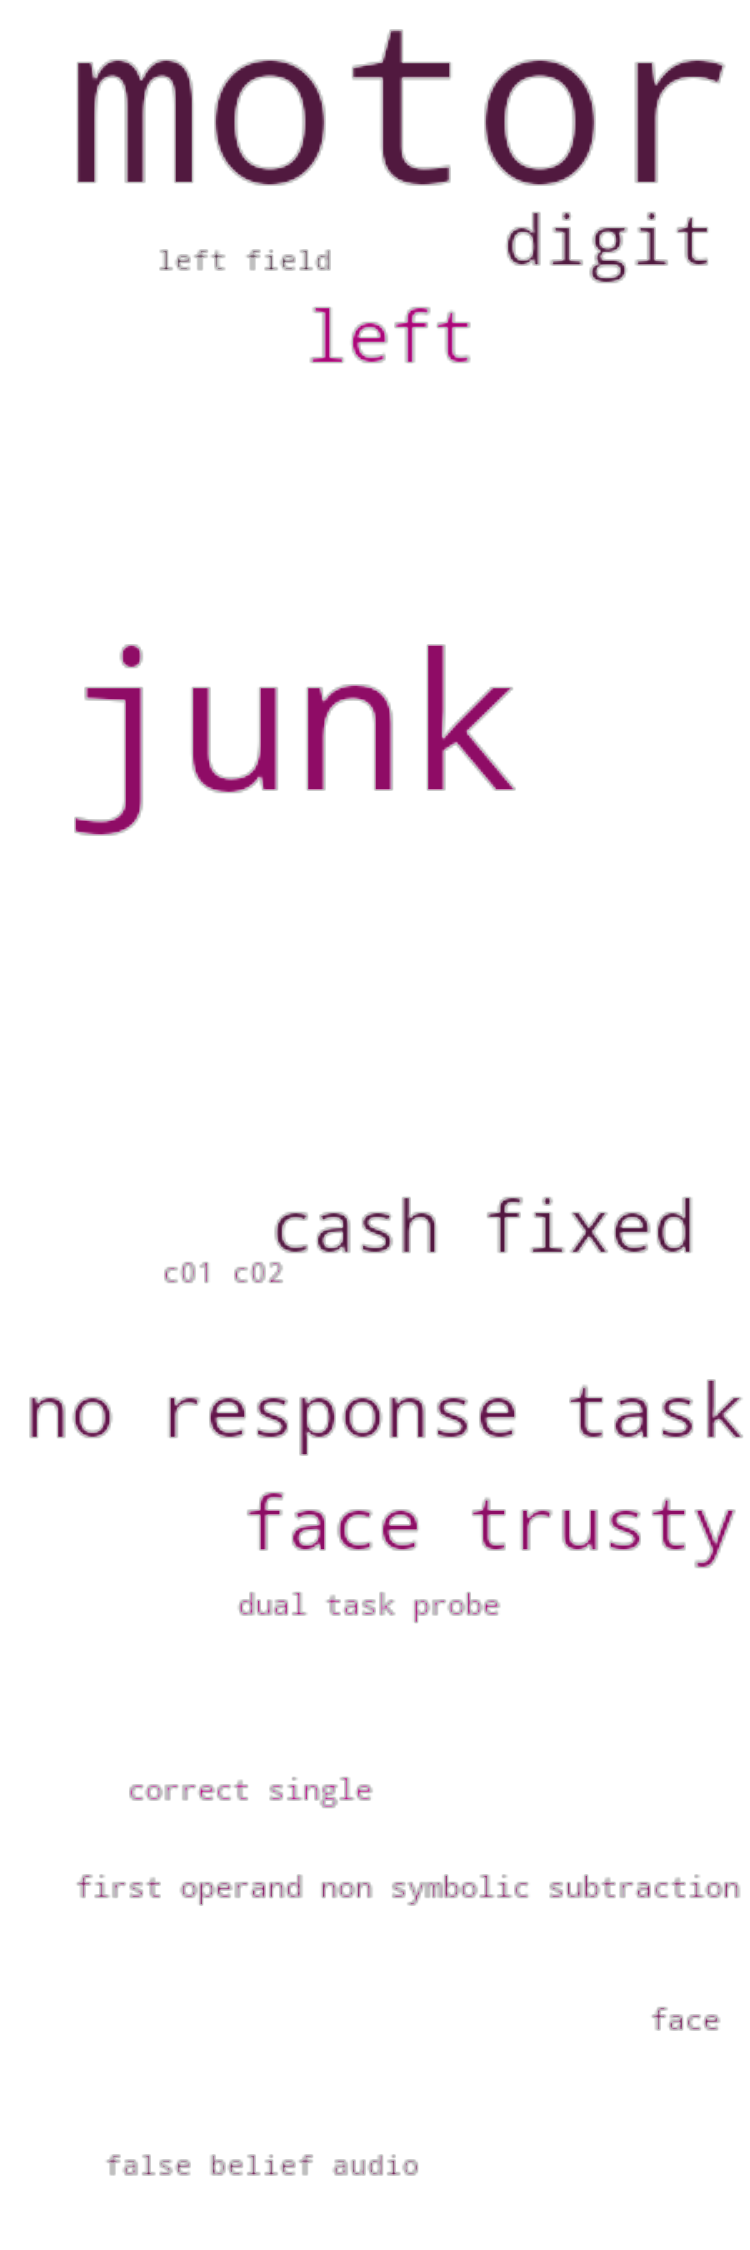 motor
digit
left field
left
junk
cash fixed
c01 c02
no response task
face trusty
dual task probe
correct single
first operand non symbolic subtraction
face
false belief audio